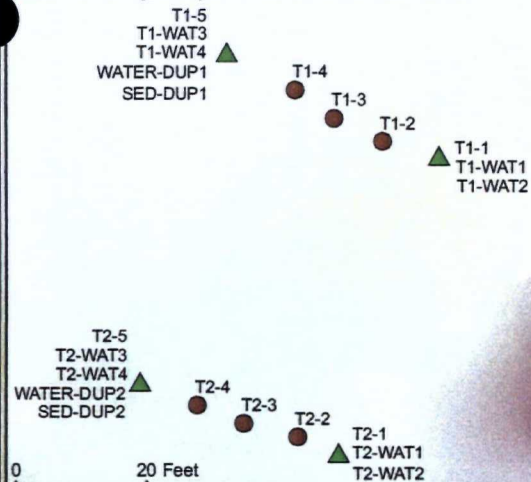 T1-5
T1-WAT3
T1-WAT4
WATER-DUP1
SED-DUP1
T1-4
T1-3
T1-2
T1-1
T1-WAT1
T1-WAT2
T2-5
T2-WAT3
T2-WAT4
WATER-DUP2
SED-DUP2
T2-4
T2-3
T2-2
T2-1
T2-WAT1
T2-WAT2
0 20 Feet